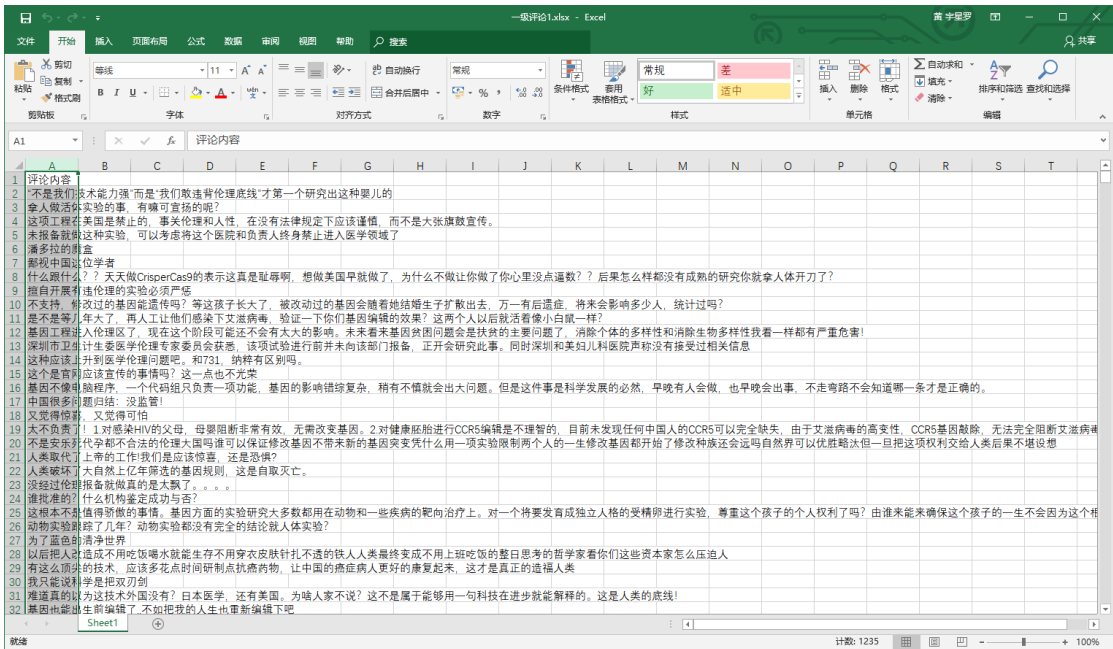 一级评论1.xlsx - Excel
黄 宇星罗
文件 开始 插入 页面布局 公式 数据 审阅 视图 帮助 搜索 共享
剪切 等线 11 自动换行 常规 常规 差 自动求和
粘贴 复制 合并后居中 条件格式 套用表格格式 好 适中 插入 删除 格式 填充 排序和筛选 查找和选择
格式刷 清除
剪贴板 字体 对齐方式 数字 样式 单元格 编辑
A1 评论内容
A B C D E F G H I J K L M N O P Q R S T
1 评论内容
2 "不是我们技术能力强"而是"我们敢违背伦理底线"才第一个研究出这种婴儿的
3 拿人做活体实验的事，有嘛可宣扬的呢?
4 这项工程在美国是禁止的，事关伦理和人性，在没有法律规定下应该谨慎，而不是大张旗鼓宣传。
5 未报备就做这种实验，可以考虑将这个医院和负责人终身禁止进入医学领域了
6 潘多拉的魔盒
7 鄙视中国这位学者
8 什么跟什么？？天天做CrisperCas9的表示这真是耻辱啊，想做美国早就做了，为什么不做让你做了你心里没点逼数？？后果怎么样都没有成熟的研究你就拿人体开刀了?
9 擅自开展有违伦理的实验必须严惩
10 不支持，修改过的基因能遗传吗？等这孩子长大了，被改动过的基因会随着她结婚生子扩散出去，万一有后遗症，将来会影响多少人，统计过吗?
11 是不是等几年大了，再人工让他们感染下艾滋病毒，验证一下你们基因编辑的效果？这两个人以后就活着像小白鼠一样?
12 基因工程进入伦理区了，现在这个阶段可能还不会有太大的影响。未来看来基因贫困问题会是扶贫的主要问题了，消除个体的多样性和消除生物多样性我看一样都有严重危害!
13 深圳市卫生计生委医学伦理专家委员会获悉，该项试验进行前并未向该部门报备，正开会研究此事。同时深圳和美妇儿科医院声称没有接受过相关信息
14 这种应该上升到医学伦理问题吧。和731，纳粹有区别吗。
15 这个是官网应该宣传的事情吗？这一点也不光荣
16 基因不像电脑程序，一个代码组只负责一项功能，基因的影响错综复杂，稍有不慎就会出大问题。但是这件事是科学发展的必然，早晚有人会做，也早晚会出事，不走弯路不会知道哪一条才是正确的。
17 中国很多问题归结：没监管!
18 又觉得惊喜，又觉得可怕
19 太不负责了！1.对感染HIV的父母，母婴阻断非常有效，无需改变基因。2.对健康胚胎进行CCR5编辑是不理智的，目前未发现任何中国人的CCR5可以完全缺失，由于艾滋病毒的高变性，CCR5基因敲除，无法完全阻断艾滋病毒
20 不是安乐死代孕都不合法的伦理大国吗谁可以保证修改基因不带来新的基因突变凭什么用一项实验限制两个人的一生修改基因都开始了修改种族还会远吗自然界可以优胜略汰但一旦把这项权利交给人类后果不堪设想
21 人类取代了上帝的工作!我们是应该惊喜，还是恐惧?
22 人类破坏了大自然上亿年筛选的基因规则，这是自取灭亡。
23 没经过伦理报备就做真的是太飘了。。。。
24 谁批准的？什么机构鉴定成功与否?
25 这根本不是值得骄傲的事情。基因方面的实验研究大多数都用在动物和一些疾病的靶向治疗上。对一个将要发育成独立人格的受精卵进行实验，尊重这个孩子的个人权利了吗？由谁来能来确保这个孩子的一生不会因为这个相
26 动物实验跟踪了几年？动物实验都没有完全的结论就人体实验?
27 为了蓝色的清净世界
28 以后把人改造成不用吃饭喝水就能生存不用穿衣皮肤针扎不透的铁人人类最终变成不用上班吃饭的整日思考的哲学家看你们这些资本家怎么压迫人
29 有这么顶尖的技术，应该多花点时间研制点抗癌药物，让中国的癌症病人更好的康复起来，这才是真正的造福人类
30 我只能说科学是把双刃剑
31 难道真的以为这技术外国没有？日本医学，还有美国。为啥人家不说？这不是属于能够用一句科技在进步就能解释的。这是人类的底线!
32 基因也能出生前编辑了..不如把我的人生也重新编辑下吧
Sheet1
就绪 计数: 1235 100%